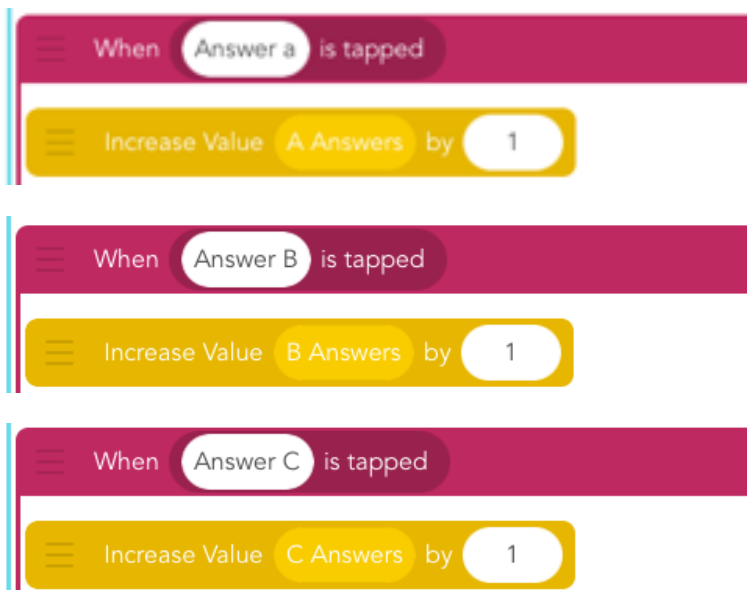 When Answer a is tapped
Increase Value A Answers by 1
When Answer B is tapped
Increase Value B Answers by 1
When Answer C is tapped
Increase Value C Answers by 1